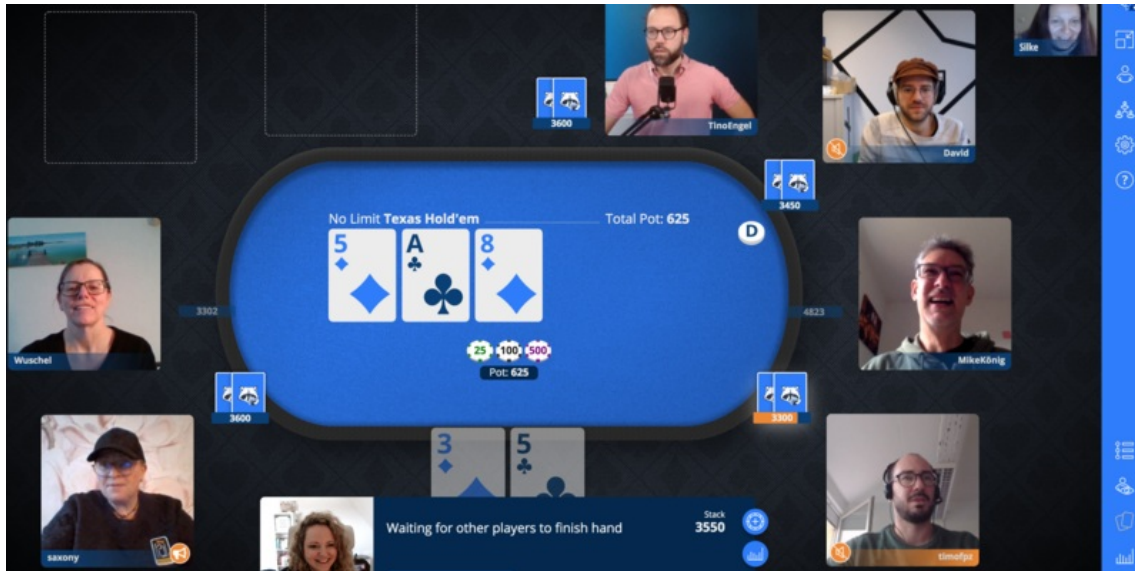 Silke
3600
TinoEngel
David
3450
No Limit Texas Hold'em
Total Pot: 625
D
5
A
8
3302
4823
Wuschel
MikeKönig
25
100
500
Pot: 625
3600
3300
3
5
saxony
Waiting for other players to finish hand
Stack
3550
timofpz
?